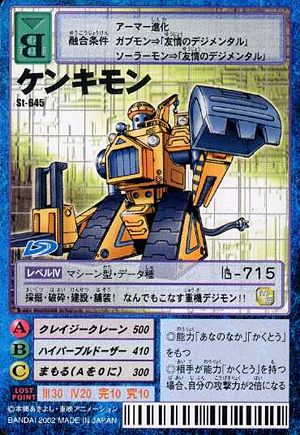 アーマー進化
融合条件 ガブモン⇒「友情のデジメンタル」
ソーラーモン⇒「友情のデジメンタル」
B
ケンキモン
St-645
レベルIV マシーン型・データ種
715
採掘・破砕・建設・舗装! なんでもこなす重機デジモン!!
A クレイジークレーン 500
B ハイパーブルドーザー 410
C まもる(Aを0に) 300
◎能力「あなのなか」「かくとう」
をもつ
◎相手が能力「かくとう」を持つ
場合、自分の攻撃力が2倍になる
LOST POINT III30 IV20 完10 究10
©本郷あきよし・東映アニメーション
BANDAI 2002 MADE IN JAPAN